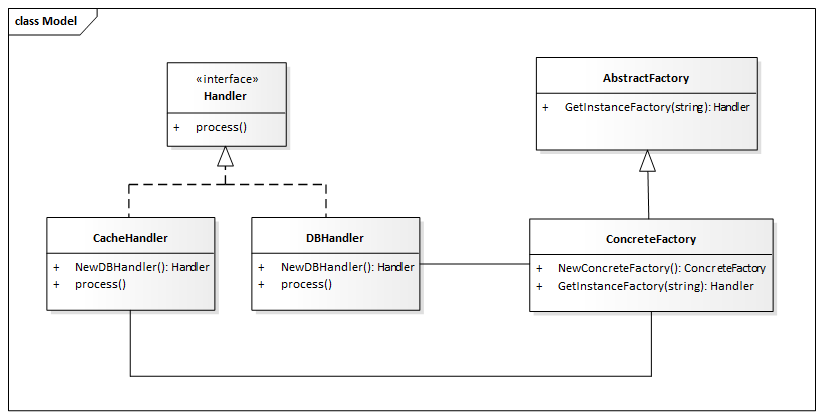 class Model
«interface»
Handler
+ process()
AbstractFactory
+ GetInstanceFactory(string): Handler
CacheHandler
+ NewDBHandler(): Handler
+ process()
DBHandler
+ NewDBHandler(): Handler
+ process()
ConcreteFactory
+ NewConcreteFactory(): ConcreteFactory
+ GetInstanceFactory(string): Handler